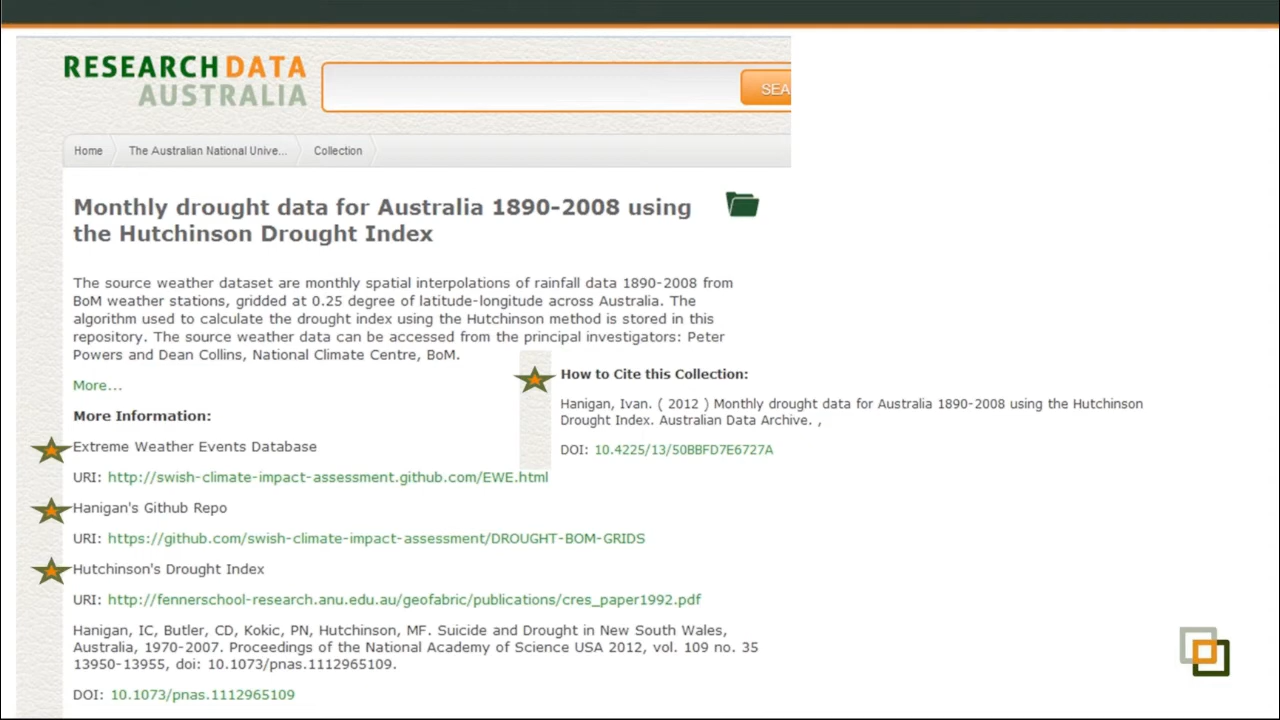 RESEARCH DATA
AUSTRALIA
SEA
Home
The Australian National Unive...
Collection
Monthly drought data for Australia 1890-2008 using
the Hutchinson Drought Index
The source weather dataset are monthly spatial interpolations of rainfall data 1890-2008 from
BoM weather stations, gridded at 0.25 degree of latitude-longitude across Australia. The
algorithm used to calculate the drought index using the Hutchinson method is stored in this
repository. The source weather data can be accessed from the principal investigators: Peter
Powers and Dean Collins, National Climate Centre, BoM.
More...
More Information:
Extreme Weather Events Database
URI: http://swish-climate-impact-assessment.github.com/EWE.html
Hanigan's Github Repo
URI: https://github.com/swish-climate-impact-assessment/DROUGHT-BOM-GRIDS
Hutchinson's Drought Index
URI: http://fennerschool-research.anu.edu.au/geofabric/publications/cres_paper1992.pdf
Hanigan, IC, Butler, CD, Kokic, PN, Hutchinson, MF. Suicide and Drought in New South Wales,
Australia, 1970-2007. Proceedings of the National Academy of Science USA 2012, vol. 109 no. 35
13950-13955, doi: 10.1073/pnas.1112965109.
DOI: 10.1073/pnas.1112965109
How to Cite this Collection:
Hanigan, Ivan. ( 2012 ) Monthly drought data for Australia 1890-2008 using the Hutchinson
Drought Index. Australian Data Archive. ,
DOI: 10.4225/13/50BBFD7E6727A